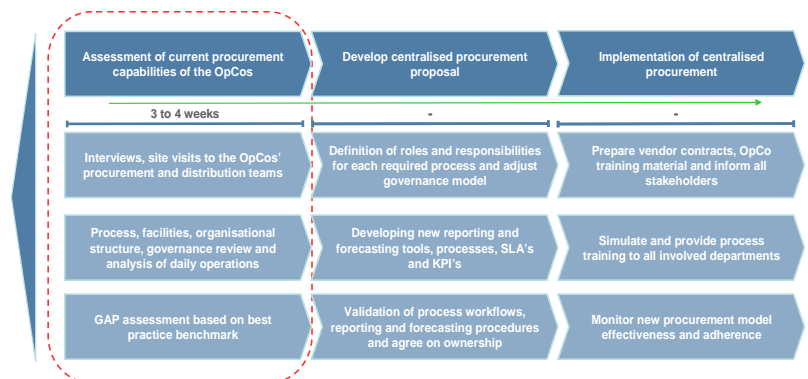 Assessment of current procurement
capabilities of the OpCos
Develop centralised procurement
proposal
Implementation of centralised
procurement
3 to 4 weeks
-
-
Interviews, site visits to the OpCos'
procurement and distribution teams
Definition of roles and responsibilities
for each required process and adjust
governance model
Prepare vendor contracts, OpCo
training material and inform all
stakeholders
Process, facilities, organisational
structure, governance review and
analysis of daily operations
Developing new reporting and
forecasting tools, processes, SLA's
and KPI's
Simulate and provide process
training to all involved departments
GAP assessment based on best
practice benchmark
Validation of process workflows,
reporting and forecasting procedures
and agree on ownership
Monitor new procurement model
effectiveness and adherence